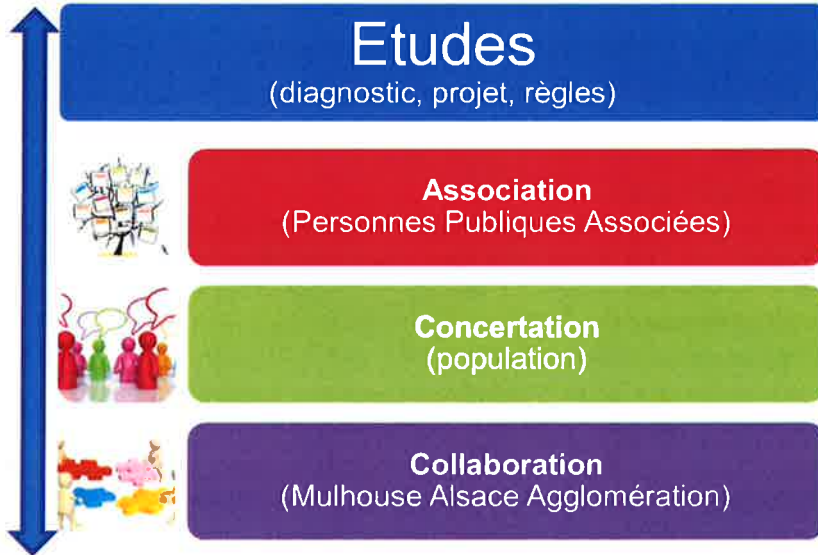 Etudes
(diagnostic, projet, règles)
Association
(Personnes Publiques Associées)
Concertation
(population)
Collaboration
(Mulhouse Alsace Agglomération)